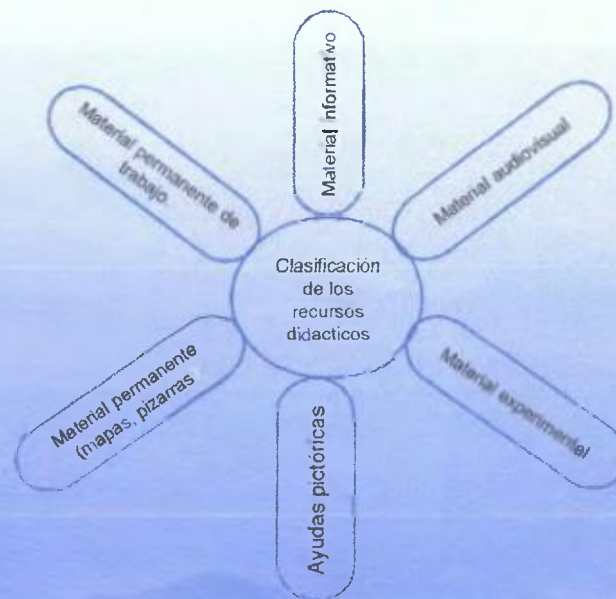 Material informativo
Material audiovisual
Material experimental
Ayudas pictóricas
Material permanente
(mapas, pizarras
Material permanente de
trabajo.
Clasificación
de los
recursos
didacticos